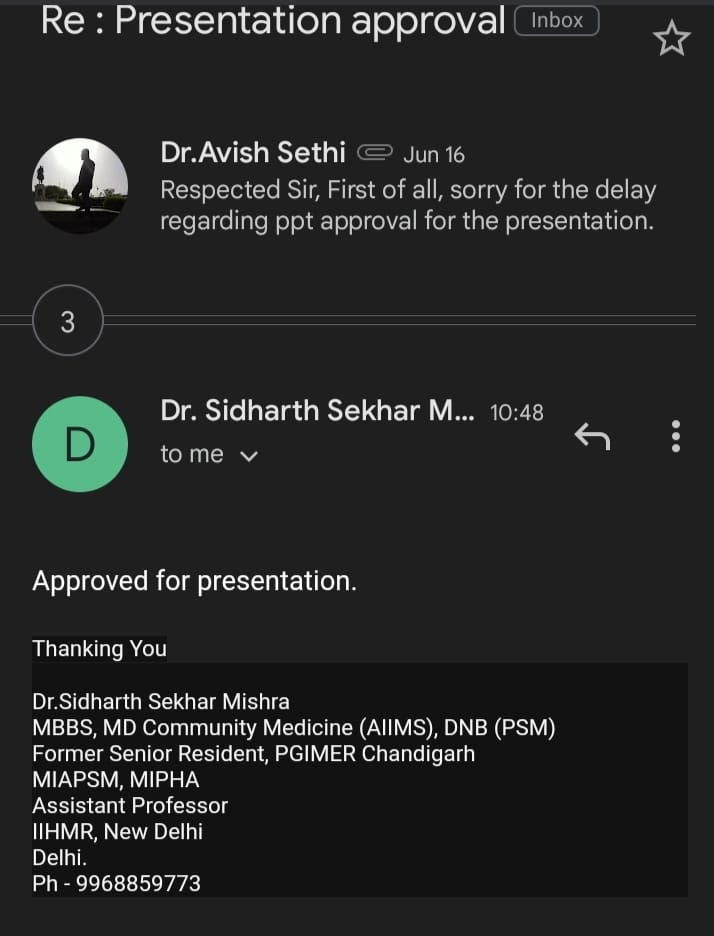 Re : Presentation approval Inbox
Dr.Avish Sethi Jun 16
Respected Sir, First of all, sorry for the delay
regarding ppt approval for the presentation.
3
Dr. Sidharth Sekhar M... 10:48
D
to me
Approved for presentation.
Thanking You
Dr.Sidharth Sekhar Mishra
MBBS, MD Community Medicine (AIIMS), DNB (PSM)
Former Senior Resident, PGIMER Chandigarh
MIAPSM, MIPHA
Assistant Professor
IIHMR, New Delhi
Delhi.
Ph - 9968859773